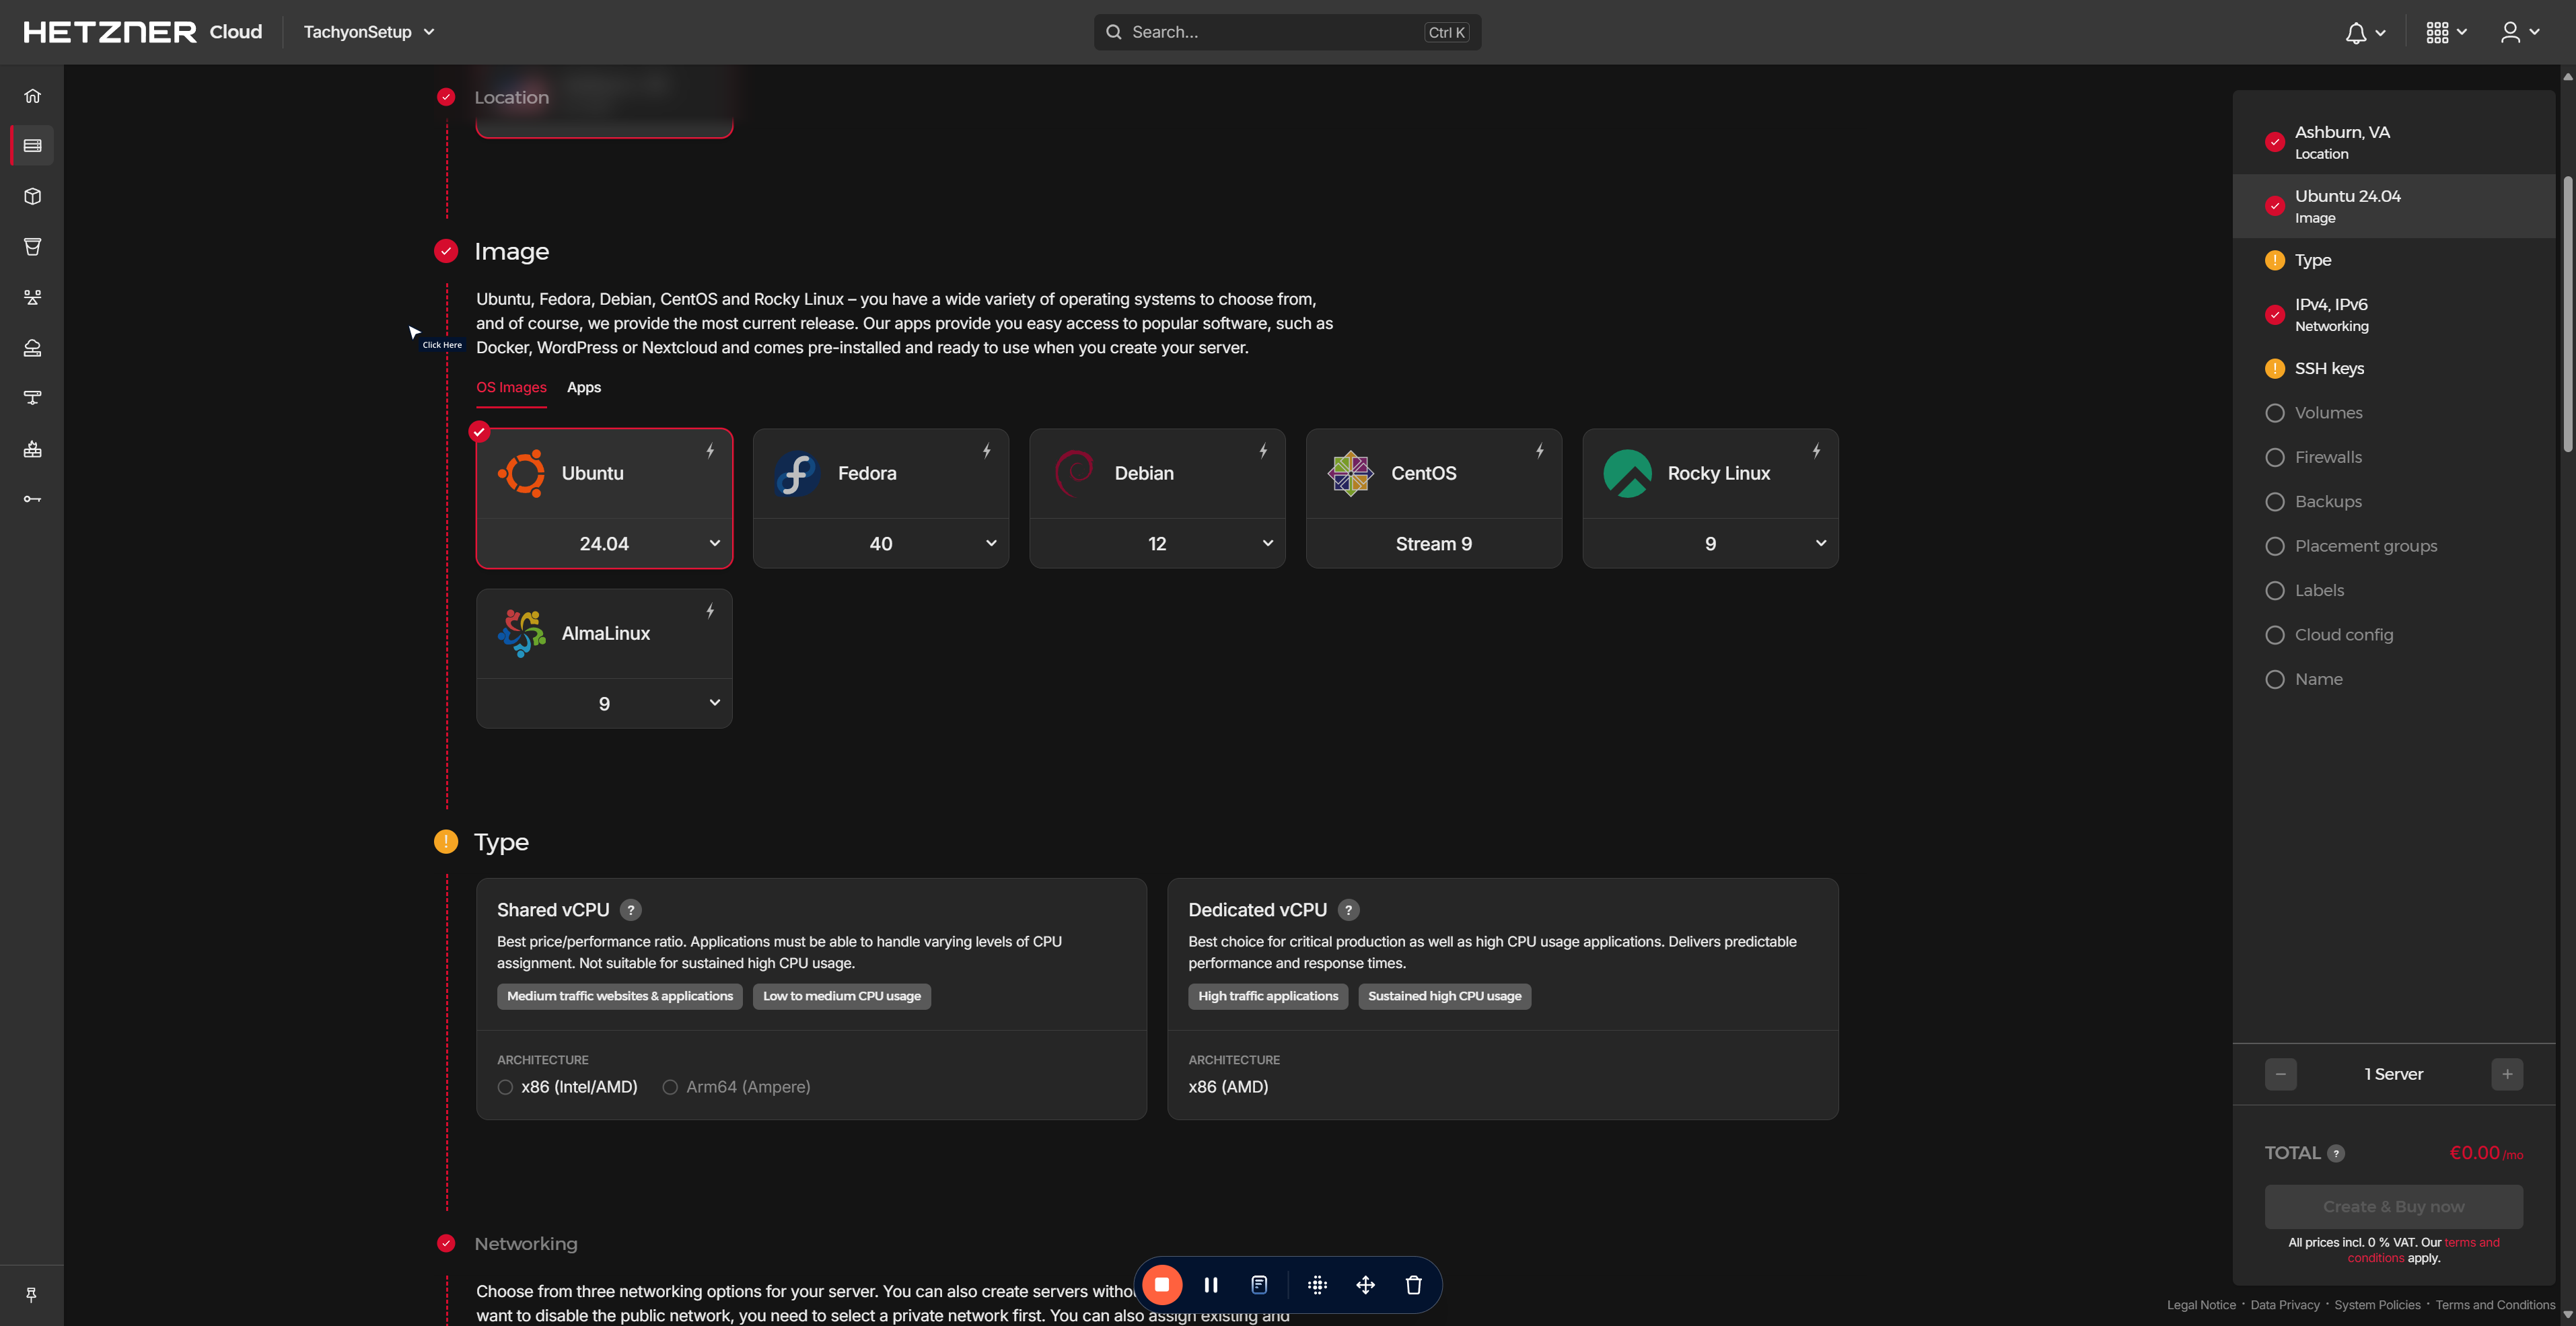 HETZNER Cloud
TachyonSetup
Search...
Ctrl K
Location
Image
Ubuntu, Fedora, Debian, CentOS and Rocky Linux – you have a wide variety of operating systems to choose from,
and of course, we provide the most current release. Our apps provide you easy access to popular software, such as
Docker, WordPress or Nextcloud and comes pre-installed and ready to use when you create your server.
Click Here
OS Images
Apps
Ubuntu
24.04
Fedora
40
Debian
12
CentOS
Stream 9
Rocky Linux
9
AlmaLinux
9
Type
Shared vCPU ?
Best price/performance ratio. Applications must be able to handle varying levels of CPU
assignment. Not suitable for sustained high CPU usage.
Medium traffic websites & applications
Low to medium CPU usage
ARCHITECTURE
x86 (Intel/AMD)
Arm64 (Ampere)
Dedicated vCPU ?
Best choice for critical production as well as high CPU usage applications. Delivers predictable
performance and response times.
High traffic applications
Sustained high CPU usage
ARCHITECTURE
x86 (AMD)
Networking
Choose from three networking options for your server. You can also create servers witho
want to disable the public network, you need to select a private network first. You can also assign existing and
Ashburn, VA
Location
Ubuntu 24.04
Image
Type
IPv4, IPv6
Networking
SSH keys
Volumes
Firewalls
Backups
Placement groups
Labels
Cloud config
Name
1 Server
TOTAL ?
€0.00 /mo
Create & Buy now
All prices incl. 0 % VAT. Our terms and
conditions apply.
Legal Notice · Data Privacy · System Policies · Terms and Conditions